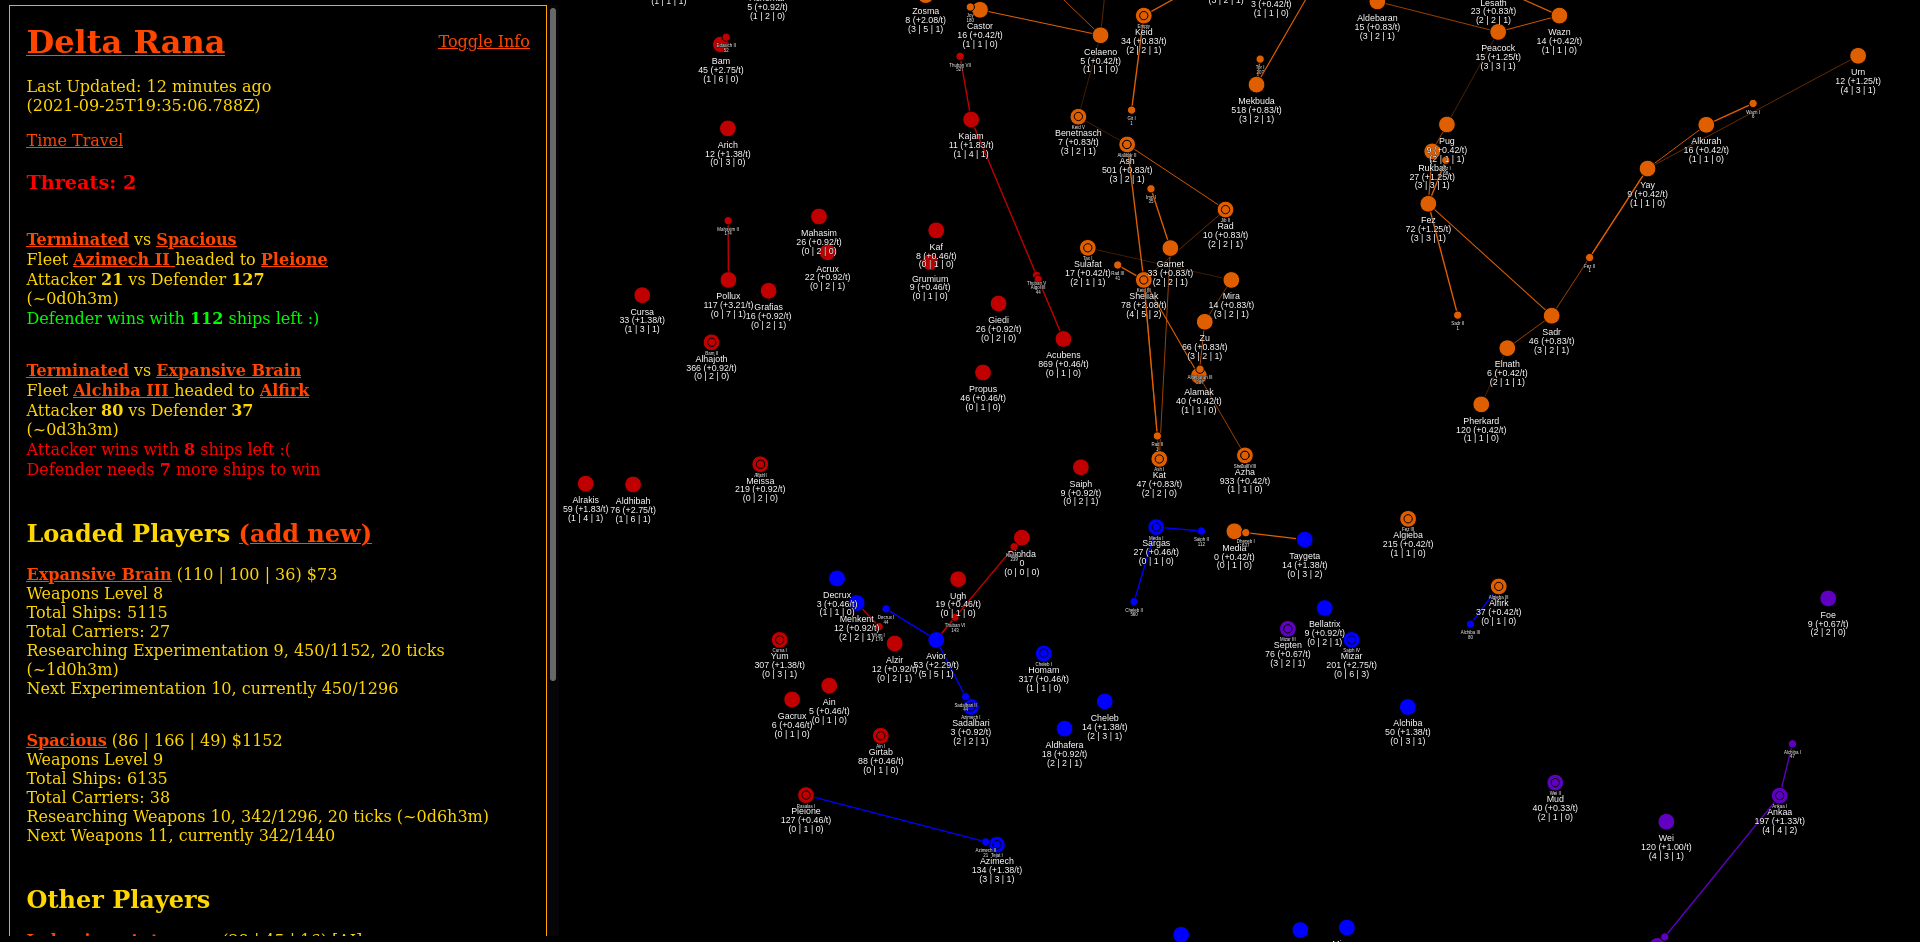 Delta Rana
Toggle Info
Last Updated: 12 minutes ago
(2021-09-25T19:35:06.788Z)
Time Travel
Threats: 2
Terminated vs Spacious
Fleet Azimech II headed to Pleione
Attacker 21 vs Defender 127
(~0d0h3m)
Defender wins with 112 ships left :)
Terminated vs Expansive Brain
Fleet Alchiba III headed to Alfirk
Attacker 80 vs Defender 37
(~0d3h3m)
Attacker wins with 8 ships left :(
Defender needs 7 more ships to win
Loaded Players (add new)
Expansive Brain (110 | 100 | 36) $73
Weapons Level 8
Total Ships: 5115
Total Carriers: 27
Researching Experimentation 9, 450/1152, 20 ticks
(~1d0h3m)
Next Experimentation 10, currently 450/1296
Spacious (86 | 166 | 49) $1152
Weapons Level 9
Total Ships: 6135
Total Carriers: 38
Researching Weapons 10, 342/1296, 20 ticks (~0d6h3m)
Next Weapons 11, currently 342/1440
Other Players
(1 | 1 | 1)
5 (+0.92/t)
(1 | 2 | 0)
Zosma
8 (+2.08/t)
(3 | 5 | 1)
Castor
16 (+0.42/t)
(1 | 1 | 0)
Celaeno
5 (+0.42/t)
(1 | 1 | 0)
Keid
34 (+0.83/t)
(2 | 2 | 1)
3 (+0.42/t)
(1 | 1 | 0)
Mekbuda
518 (+0.83/t)
(3 | 2 | 1)
Aldebaran
15 (+0.83/t)
(3 | 2 | 1)
Lesath
23 (+0.83/t)
(2 | 2 | 1)
Peacock
15 (+1.25/t)
(3 | 3 | 1)
Wazn
14 (+0.42/t)
(1 | 1 | 0)
Urn
12 (+1.25/t)
(4 | 3 | 1)
Bam
45 (+2.75/t)
(1 | 6 | 0)
Arich
12 (+1.38/t)
(0 | 3 | 0)
Kajam
11 (+1.83/t)
(1 | 4 | 1)
Benetnasch
7 (+0.83/t)
(3 | 2 | 1)
Ash
501 (+0.83/t)
(3 | 2 | 1)
Pug
9 (+0.42/t)
(2 | 1 | 1)
Rukbat
27 (+1.25/t)
(3 | 3 | 1)
Alkurah
16 (+0.42/t)
(1 | 1 | 0)
Yay
9 (+0.42/t)
(1 | 1 | 0)
Fez
72 (+1.25/t)
(3 | 3 | 1)
Mahasim
26 (+0.92/t)
(0 | 2 | 0)
Acrux
22 (+0.92/t)
(0 | 2 | 1)
Kaf
8 (+0.46/t)
(0 | 1 | 0)
Grumium
9 (+0.46/t)
(0 | 1 | 0)
Rad
10 (+0.83/t)
(2 | 2 | 1)
Sulafat
17 (+0.42/t)
(2 | 1 | 1)
Garnet
33 (+0.83/t)
(2 | 2 | 1)
Sheliak
78 (+2.08/t)
(4 | 5 | 2)
Mira
14 (+0.83/t)
(3 | 2 | 1)
Cursa
33 (+1.38/t)
(1 | 3 | 1)
Pollux
117 (+3.21/t)
(0 | 7 | 1)
Grafias
16 (+0.92/t)
(0 | 2 | 1)
Giedi
26 (+0.92/t)
(0 | 2 | 0)
Zu
66 (+0.83/t)
(3 | 2 | 1)
Sadr
46 (+0.83/t)
(3 | 2 | 1)
Elnath
6 (+0.42/t)
(2 | 1 | 1)
Alhajoth
366 (+0.92/t)
(0 | 2 | 0)
Acubens
869 (+0.46/t)
(0 | 1 | 0)
Propus
46 (+0.46/t)
(0 | 1 | 0)
Alamak
40 (+0.42/t)
(1 | 1 | 0)
Pherkard
120 (+0.42/t)
(1 | 1 | 0)
Meissa
219 (+0.92/t)
(0 | 2 | 0)
Alrakis
59 (+1.83/t)
(1 | 4 | 1)
Aldhibah
76 (+2.75/t)
(1 | 6 | 1)
Saiph
9 (+0.92/t)
(0 | 2 | 1)
Kat
47 (+0.83/t)
(2 | 2 | 0)
Azha
933 (+0.42/t)
(1 | 1 | 0)
Diphda
0
(0 | 0 | 0)
Sargas
27 (+0.46/t)
(0 | 1 | 0)
Media
0 (+0.42/t)
(0 | 1 | 0)
Taygeta
14 (+1.38/t)
(0 | 3 | 2)
Algieba
215 (+0.42/t)
(1 | 1 | 0)
Decrux
3 (+0.46/t)
(1 | 1 | 0)
Menkent
12 (+0.92/t)
(2 | 2 | 1)
Ugh
19 (+0.46/t)
(0 | 1 | 0)
Alfirk
37 (+0.42/t)
(0 | 1 | 0)
Foe
9 (+0.67/t)
(2 | 2 | 0)
Bellatrix
9 (+0.92/t)
(0 | 2 | 1)
Septen
76 (+0.67/t)
(3 | 2 | 1)
Mizar
201 (+2.75/t)
(0 | 6 | 3)
Yum
307 (+1.38/t)
(0 | 3 | 1)
Alzir
12 (+0.92/t)
(0 | 2 | 1)
Avior
53 (+2.29/t)
(5 | 5 | 1)
Homam
317 (+0.46/t)
(1 | 1 | 0)
Ain
5 (+0.46/t)
(0 | 1 | 0)
Gacrux
6 (+0.46/t)
(0 | 1 | 0)
Sadalbari
3 (+0.92/t)
(2 | 2 | 1)
Cheleb
14 (+1.38/t)
(2 | 3 | 1)
Aldhafera
18 (+0.92/t)
(2 | 2 | 1)
Alchiba
50 (+1.38/t)
(0 | 3 | 1)
Girtab
88 (+0.46/t)
(0 | 1 | 0)
Pleione
127 (+0.46/t)
(0 | 1 | 0)
Azimech
134 (+1.38/t)
(3 | 3 | 1)
Mud
40 (+0.33/t)
(2 | 1 | 0)
Wei
120 (+1.00/t)
(4 | 3 | 1)
Ankaa
197 (+1.33/t)
(4 | 4 | 2)